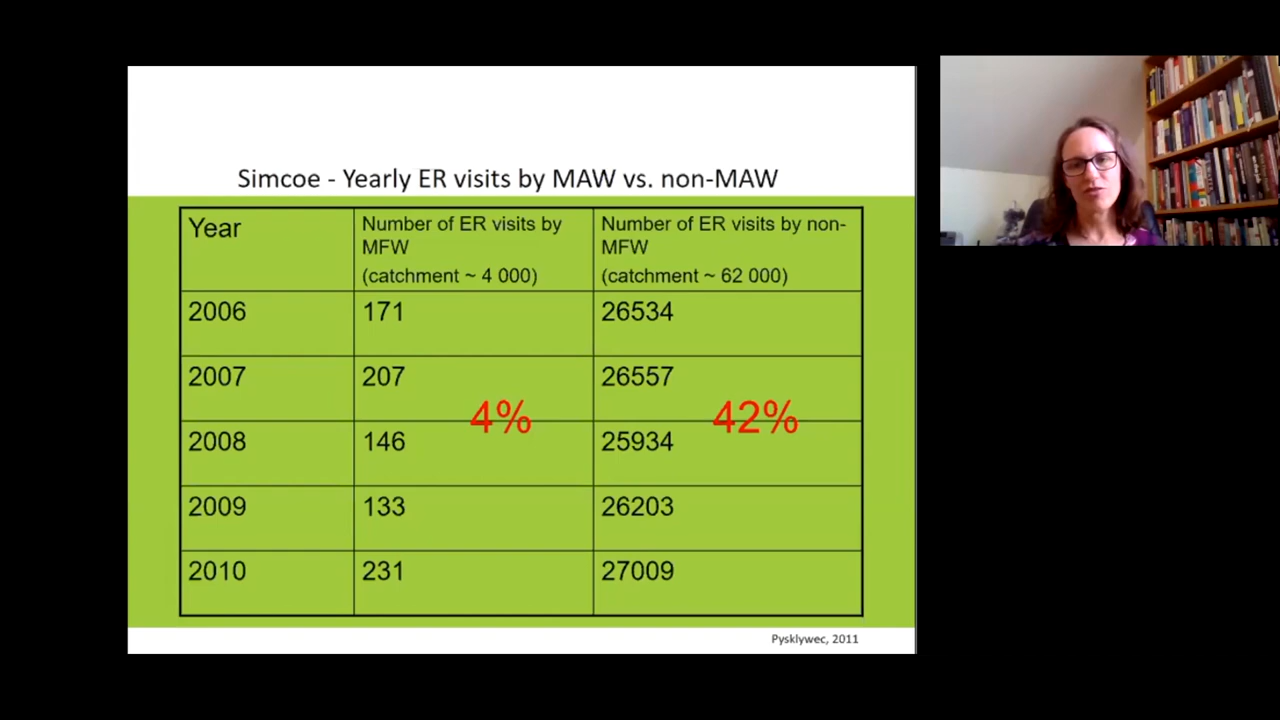 Simcoe - Yearly ER visits by MAW vs. non-MAW
Year
Number of ER visits by
MFW
(catchment ~ 4 000)
Number of ER visits by non-
MFW
(catchment ~ 62 000)
2006
171
26534
2007
207
26557
4%
42%
2008
146
25934
2009
133
26203
2010
231
27009
Pysklywec, 2011